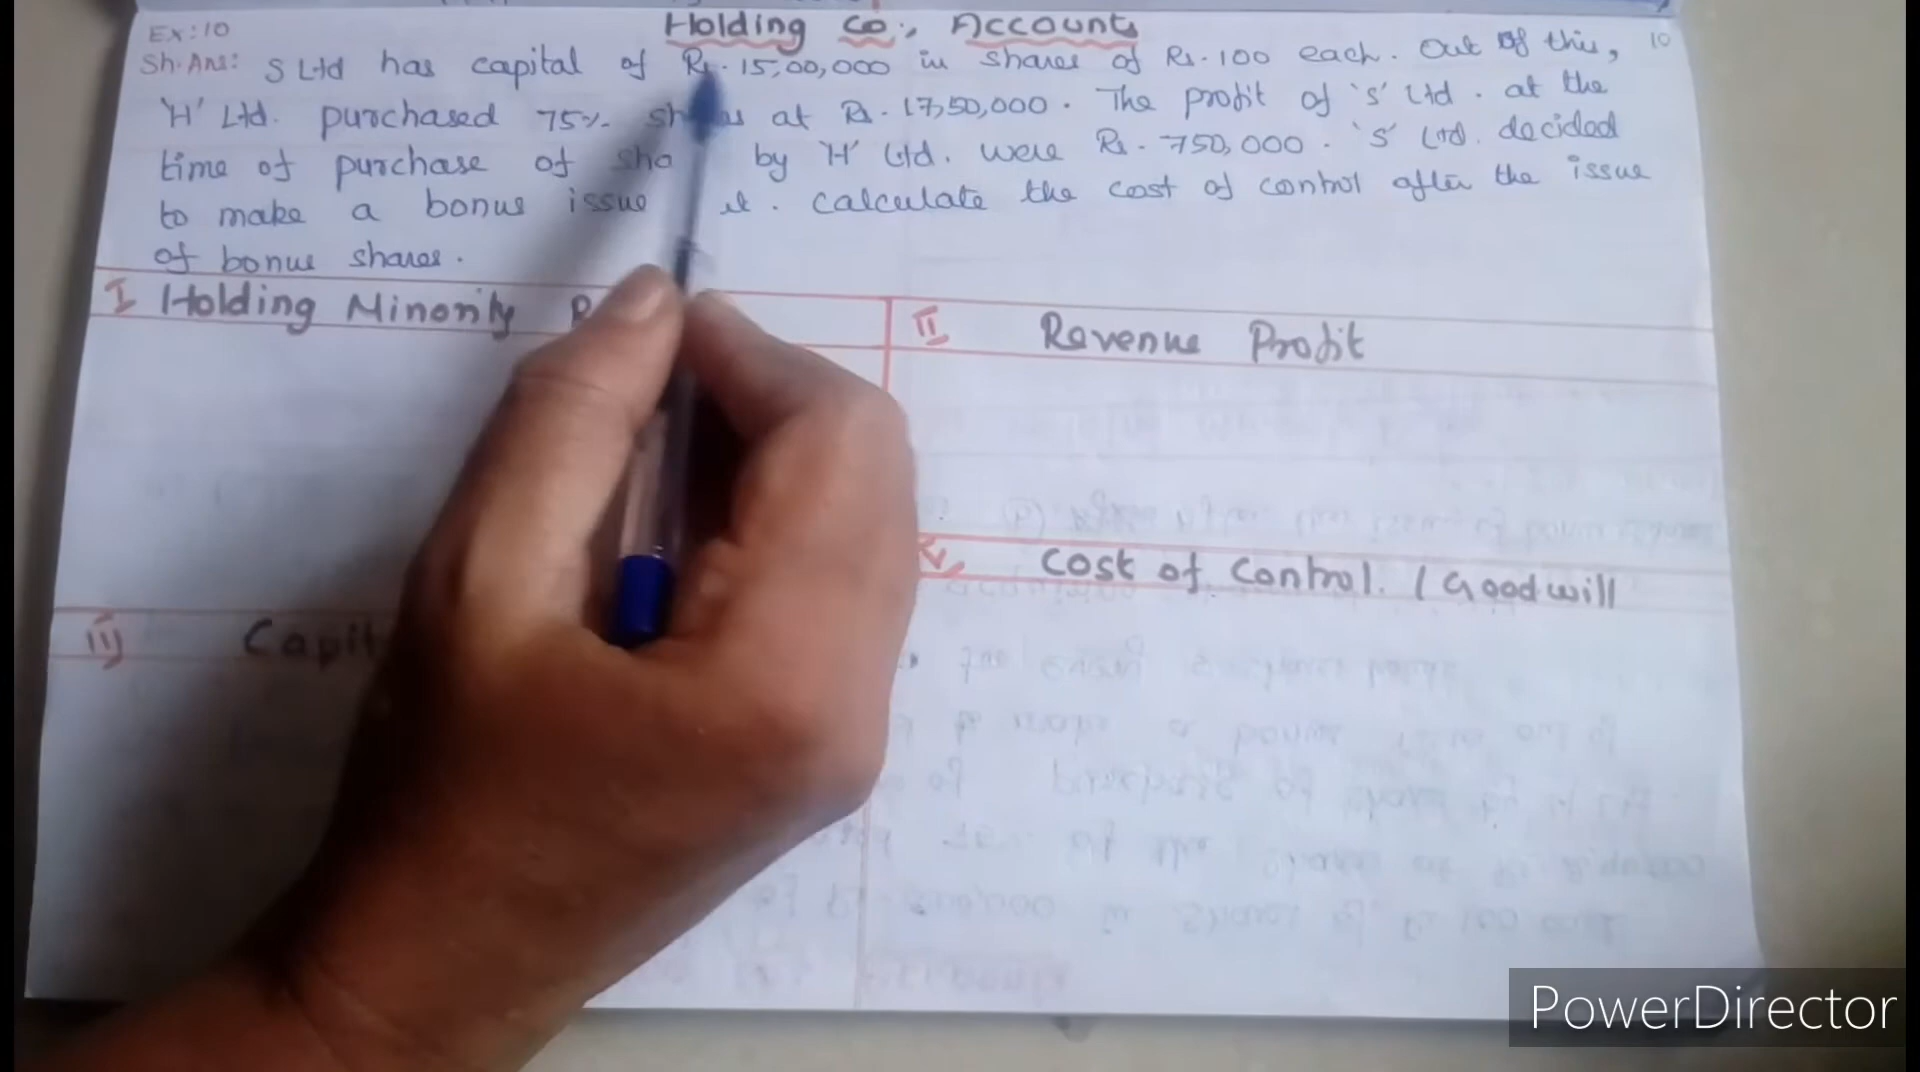 Holding Co., Accounts
Ex:10
10
Sh.Ans: S Ltd has capital of Rs. 15,00,000 in shares of Rs. 100 each. Out of this,
'H' Ltd. purchased 75% at Rs. 17,50,000. The profit of 'S' Ltd. at the
time of purchase of by 'H' Ltd. were Rs. 750,000. 'S' Ltd. decided
to make a bonus issue . calculate the cost of control after the issue
of bonus shares.
I Holding Minority
II Revenue Profit
III
Cost of Control. / Goodwill
PowerDirector